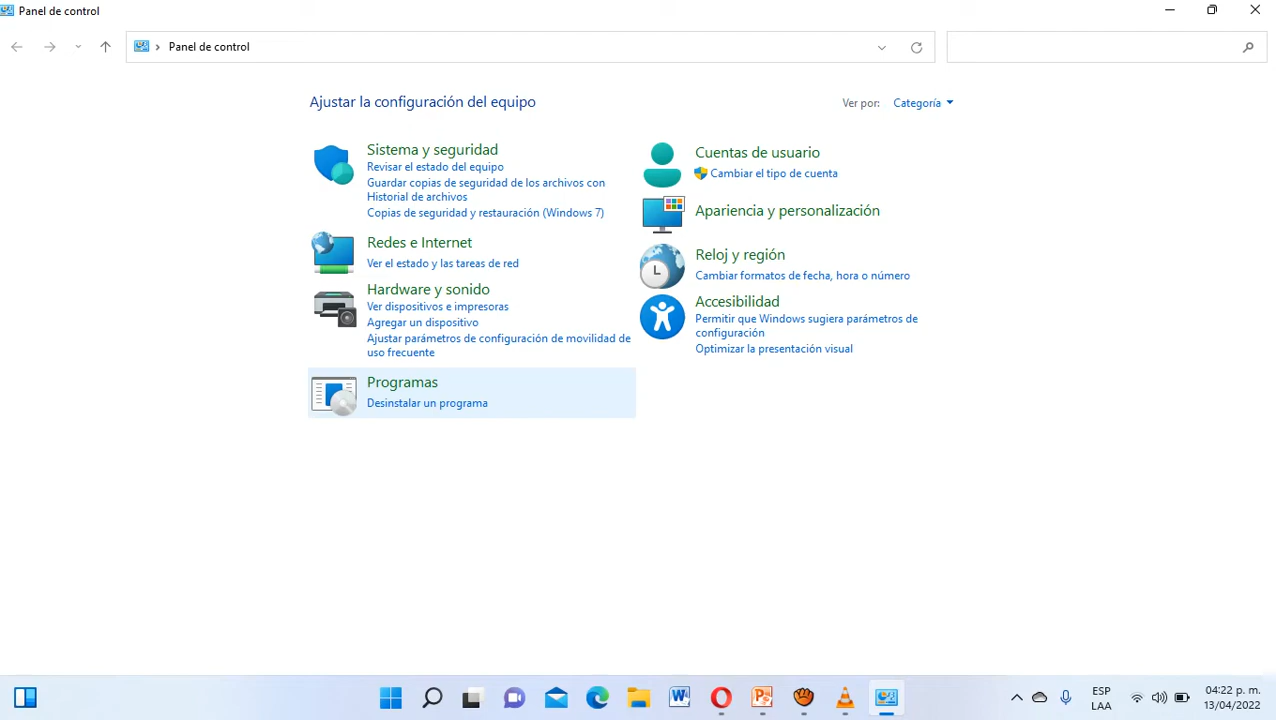 Panel de control
Panel de control
Ajustar la configuración del equipo
Ver por: Categoría
Sistema y seguridad
Revisar el estado del equipo
Guardar copias de seguridad de los archivos con
Historial de archivos
Copias de seguridad y restauración (Windows 7)
Redes e Internet
Ver el estado y las tareas de red
Hardware y sonido
Ver dispositivos e impresoras
Agregar un dispositivo
Ajustar parámetros de configuración de movilidad de
uso frecuente
Programas
Desinstalar un programa
Cuentas de usuario
Cambiar el tipo de cuenta
Apariencia y personalización
Reloj y región
Cambiar formatos de fecha, hora o número
Accesibilidad
Permitir que Windows sugiera parámetros de
configuración
Optimizar la presentación visual
ESP
LAA
04:22 p. m.
13/04/2022